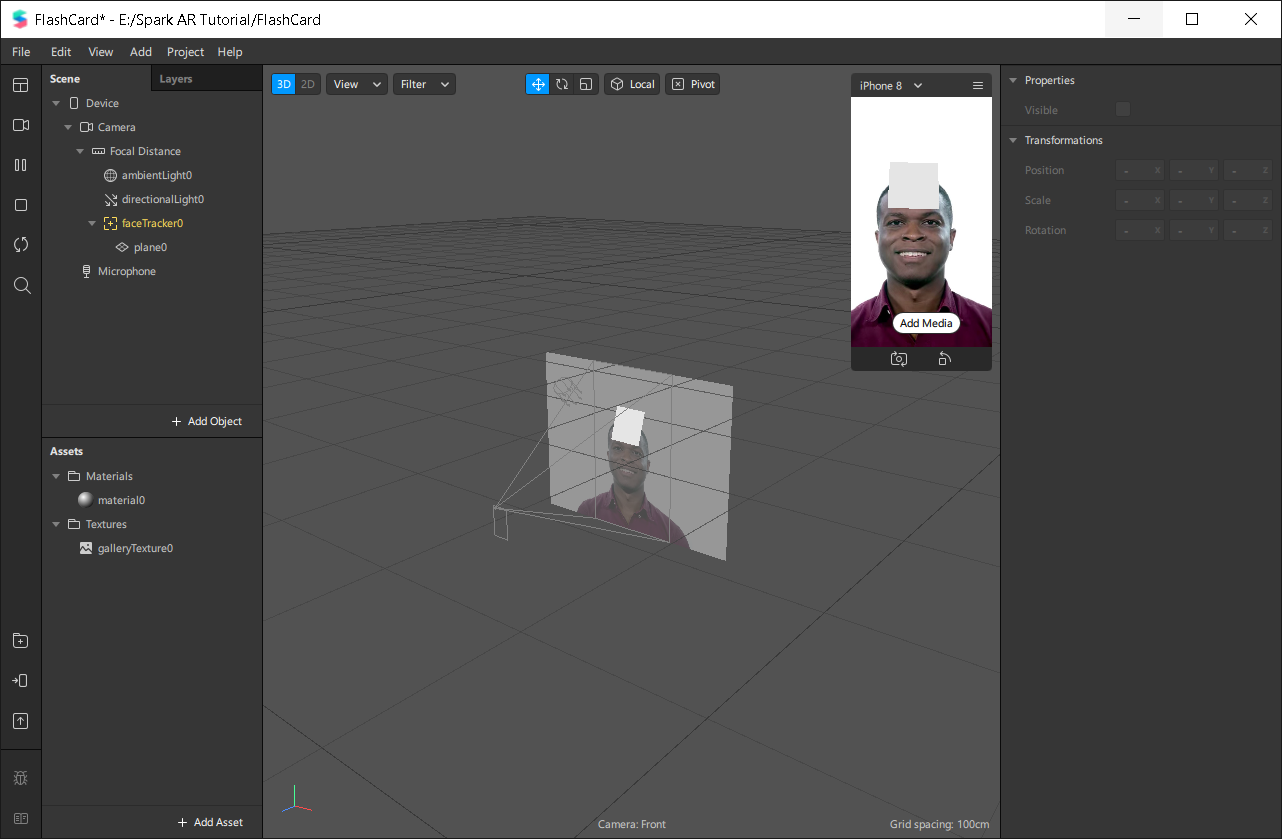 FlashCard* - E:/Spark AR Tutorial/FlashCard
File Edit View Add Project Help
Scene Layers
Device
Camera
Focal Distance
ambientLight0
directionalLight0
faceTracker0
plane0
Microphone
+ Add Object
Assets
Materials
material0
Textures
galleryTexture0
+ Add Asset
3D 2D View Filter Local Pivot
iPhone 8
Add Media
Camera: Front
Grid spacing: 100cm
Properties
Visible
Transformations
Position - X - Y - Z
Scale - X - Y - Z
Rotation - X - Y - Z